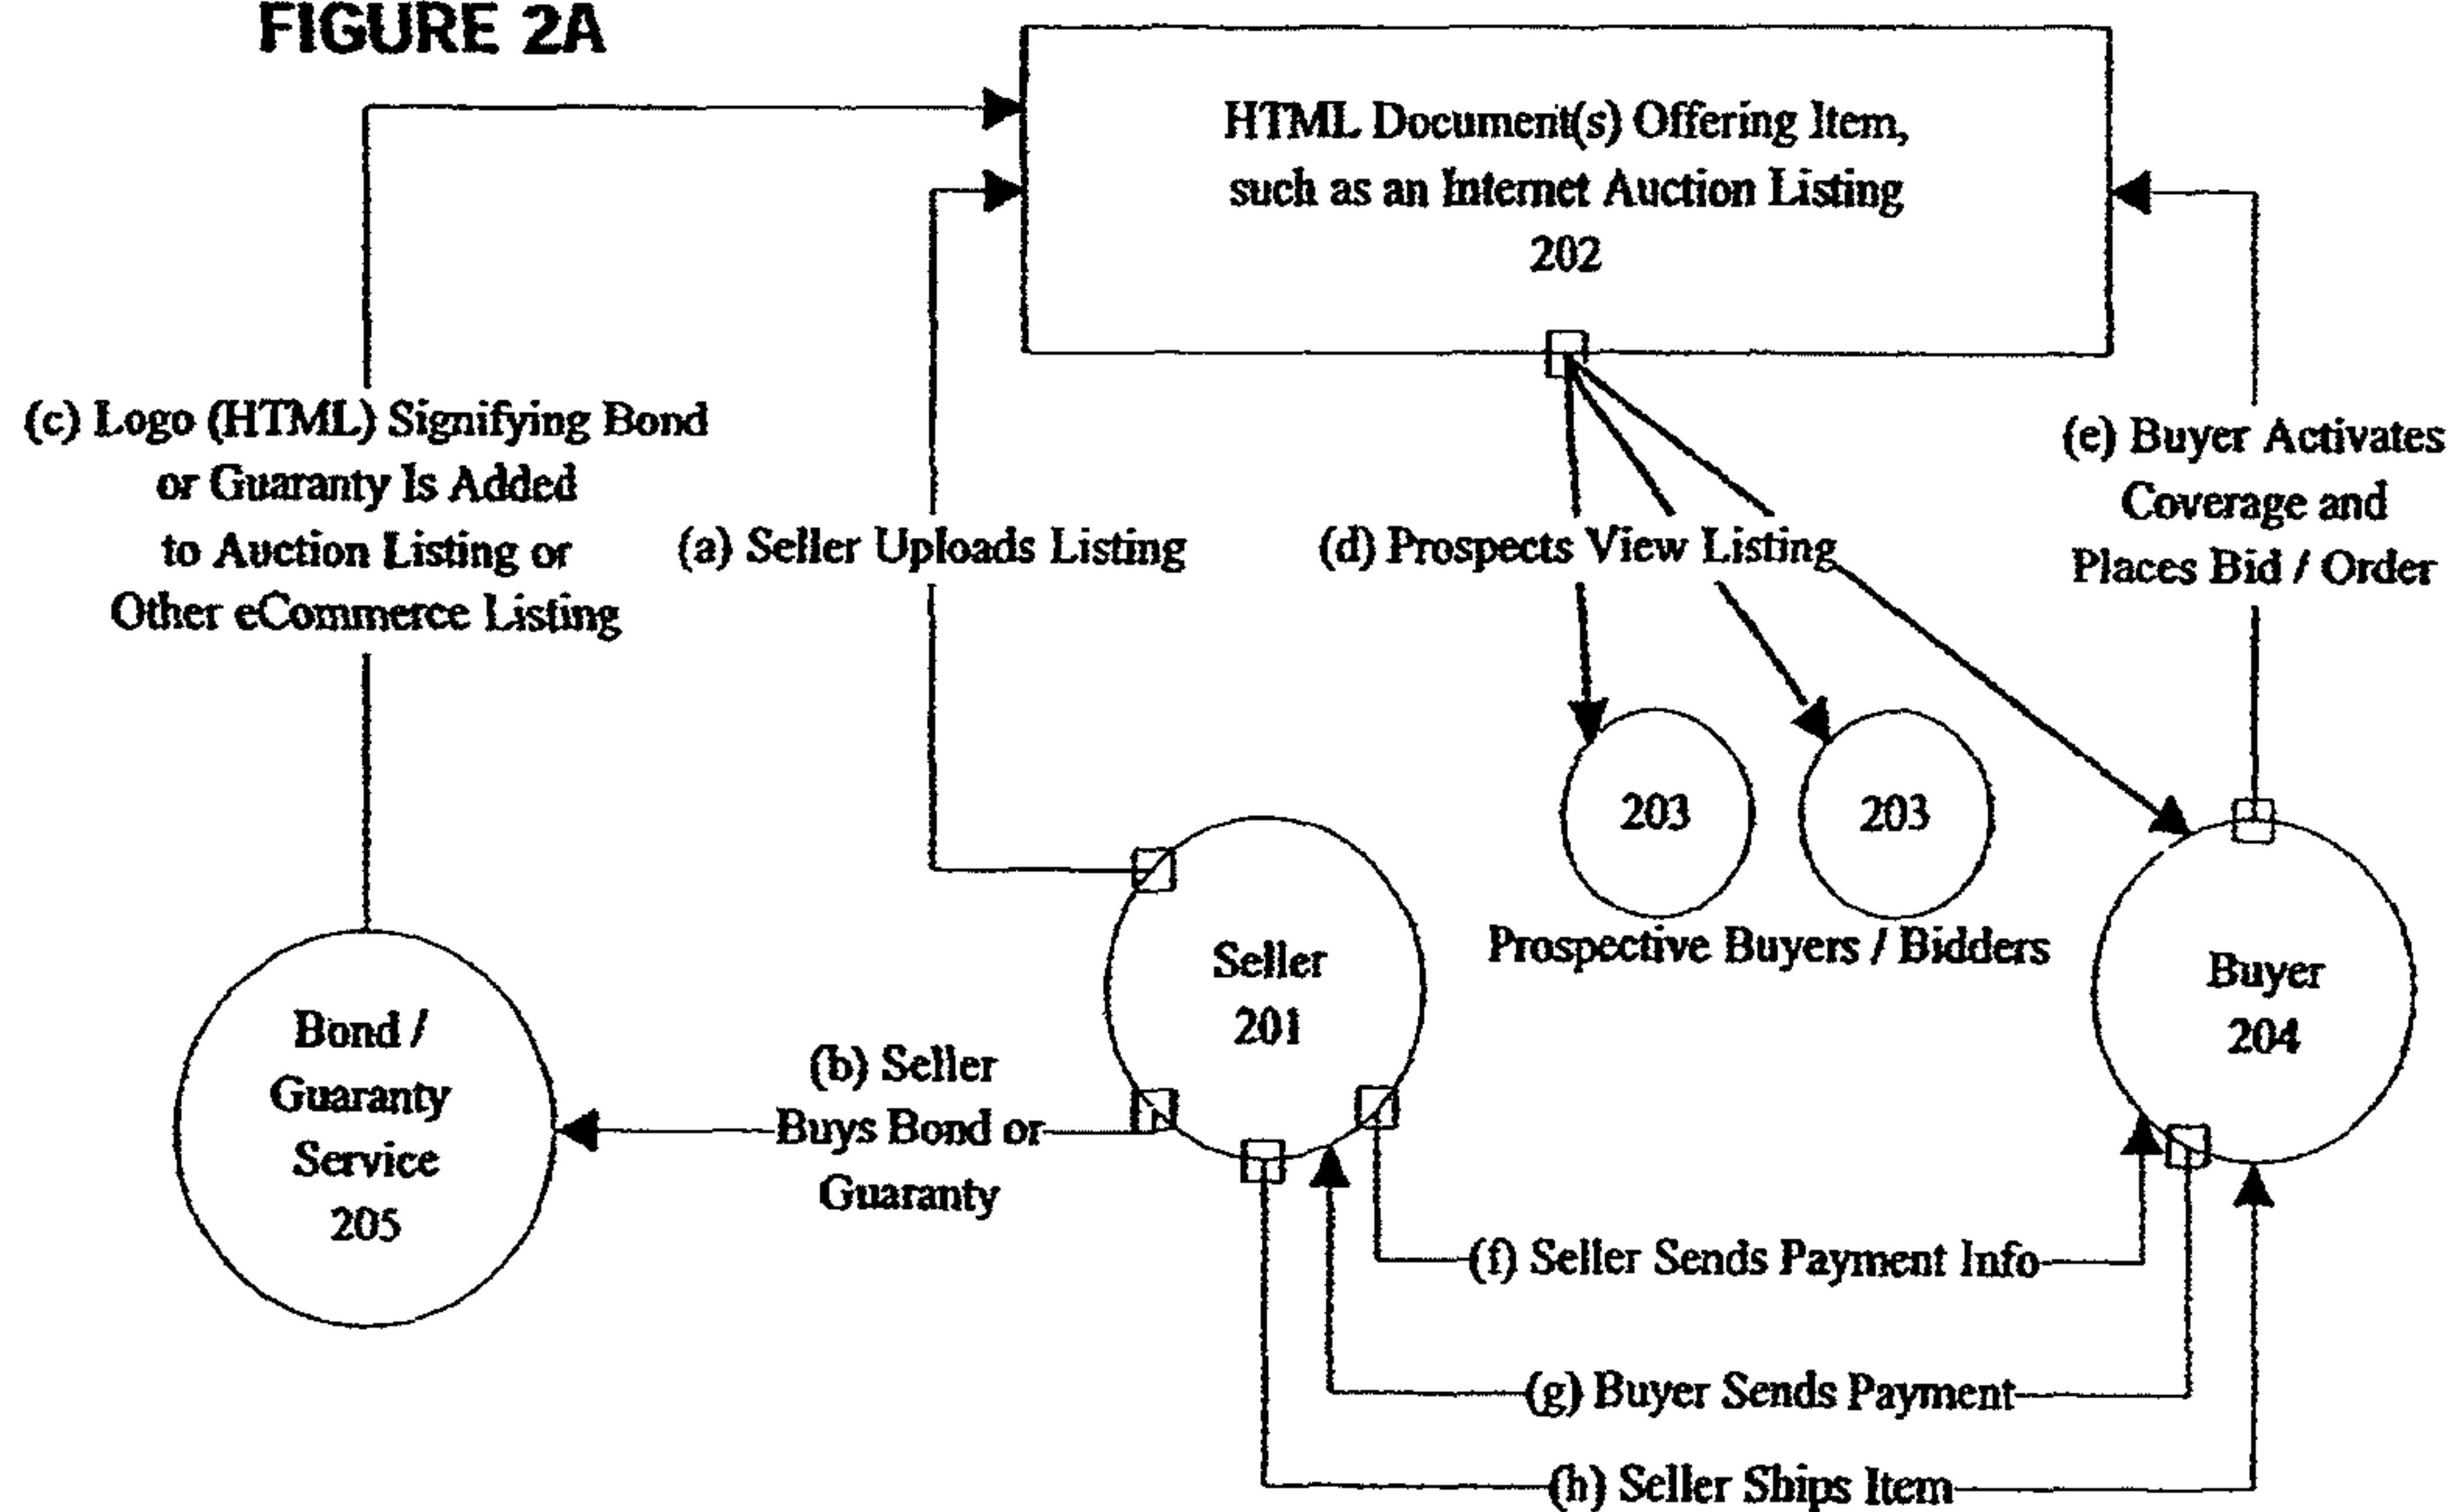 FIGURE 2A
HTML Document(s) Offering Item,
such as an Internet Auction Listing
202
(c) Logo (HTML) Signifying Bond
or Guaranty Is Added
to Auction Listing or
Other eCommerce Listing
(a) Seller Uploads Listing
(d) Prospects View Listing
(e) Buyer Activates
Coverage and
Places Bid / Order
203
203
Prospective Buyers / Bidders
Seller
201
Buyer
204
Bond /
Guaranty
Service
205
(b) Seller
Buys Bond or
Guaranty
(f) Seller Sends Payment Info
(g) Buyer Sends Payment
(h) Seller Ships Item